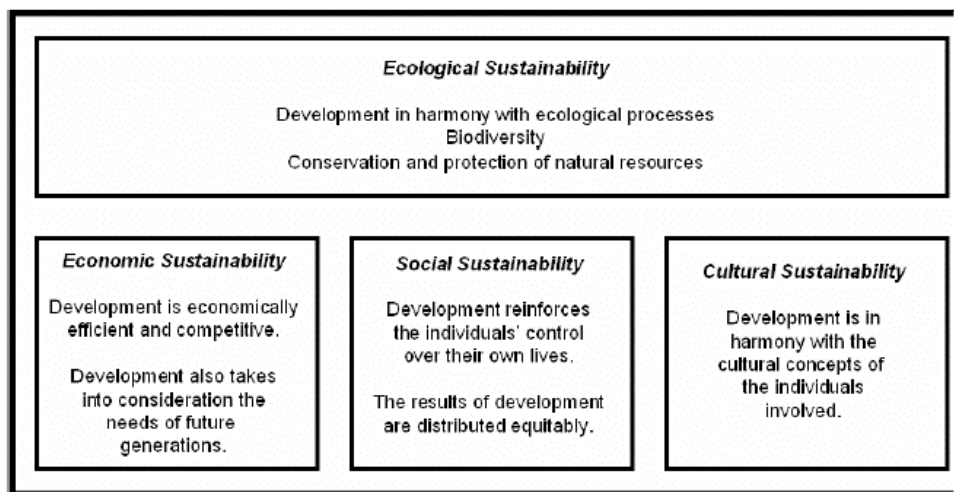 Ecological Sustainability
Development in harmony with ecological processes
Biodiversity
Conservation and protection of natural resources
Economic Sustainability
Development is economically
efficient and competitive.
Development also takes
into consideration the
needs of future
generations.
Social Sustainability
Development reinforces
the individuals' control
over their own lives.
The results of development
are distributed equitably.
Cultural Sustainability
Development is in
harmony with the
cultural concepts of
the individuals
involved.